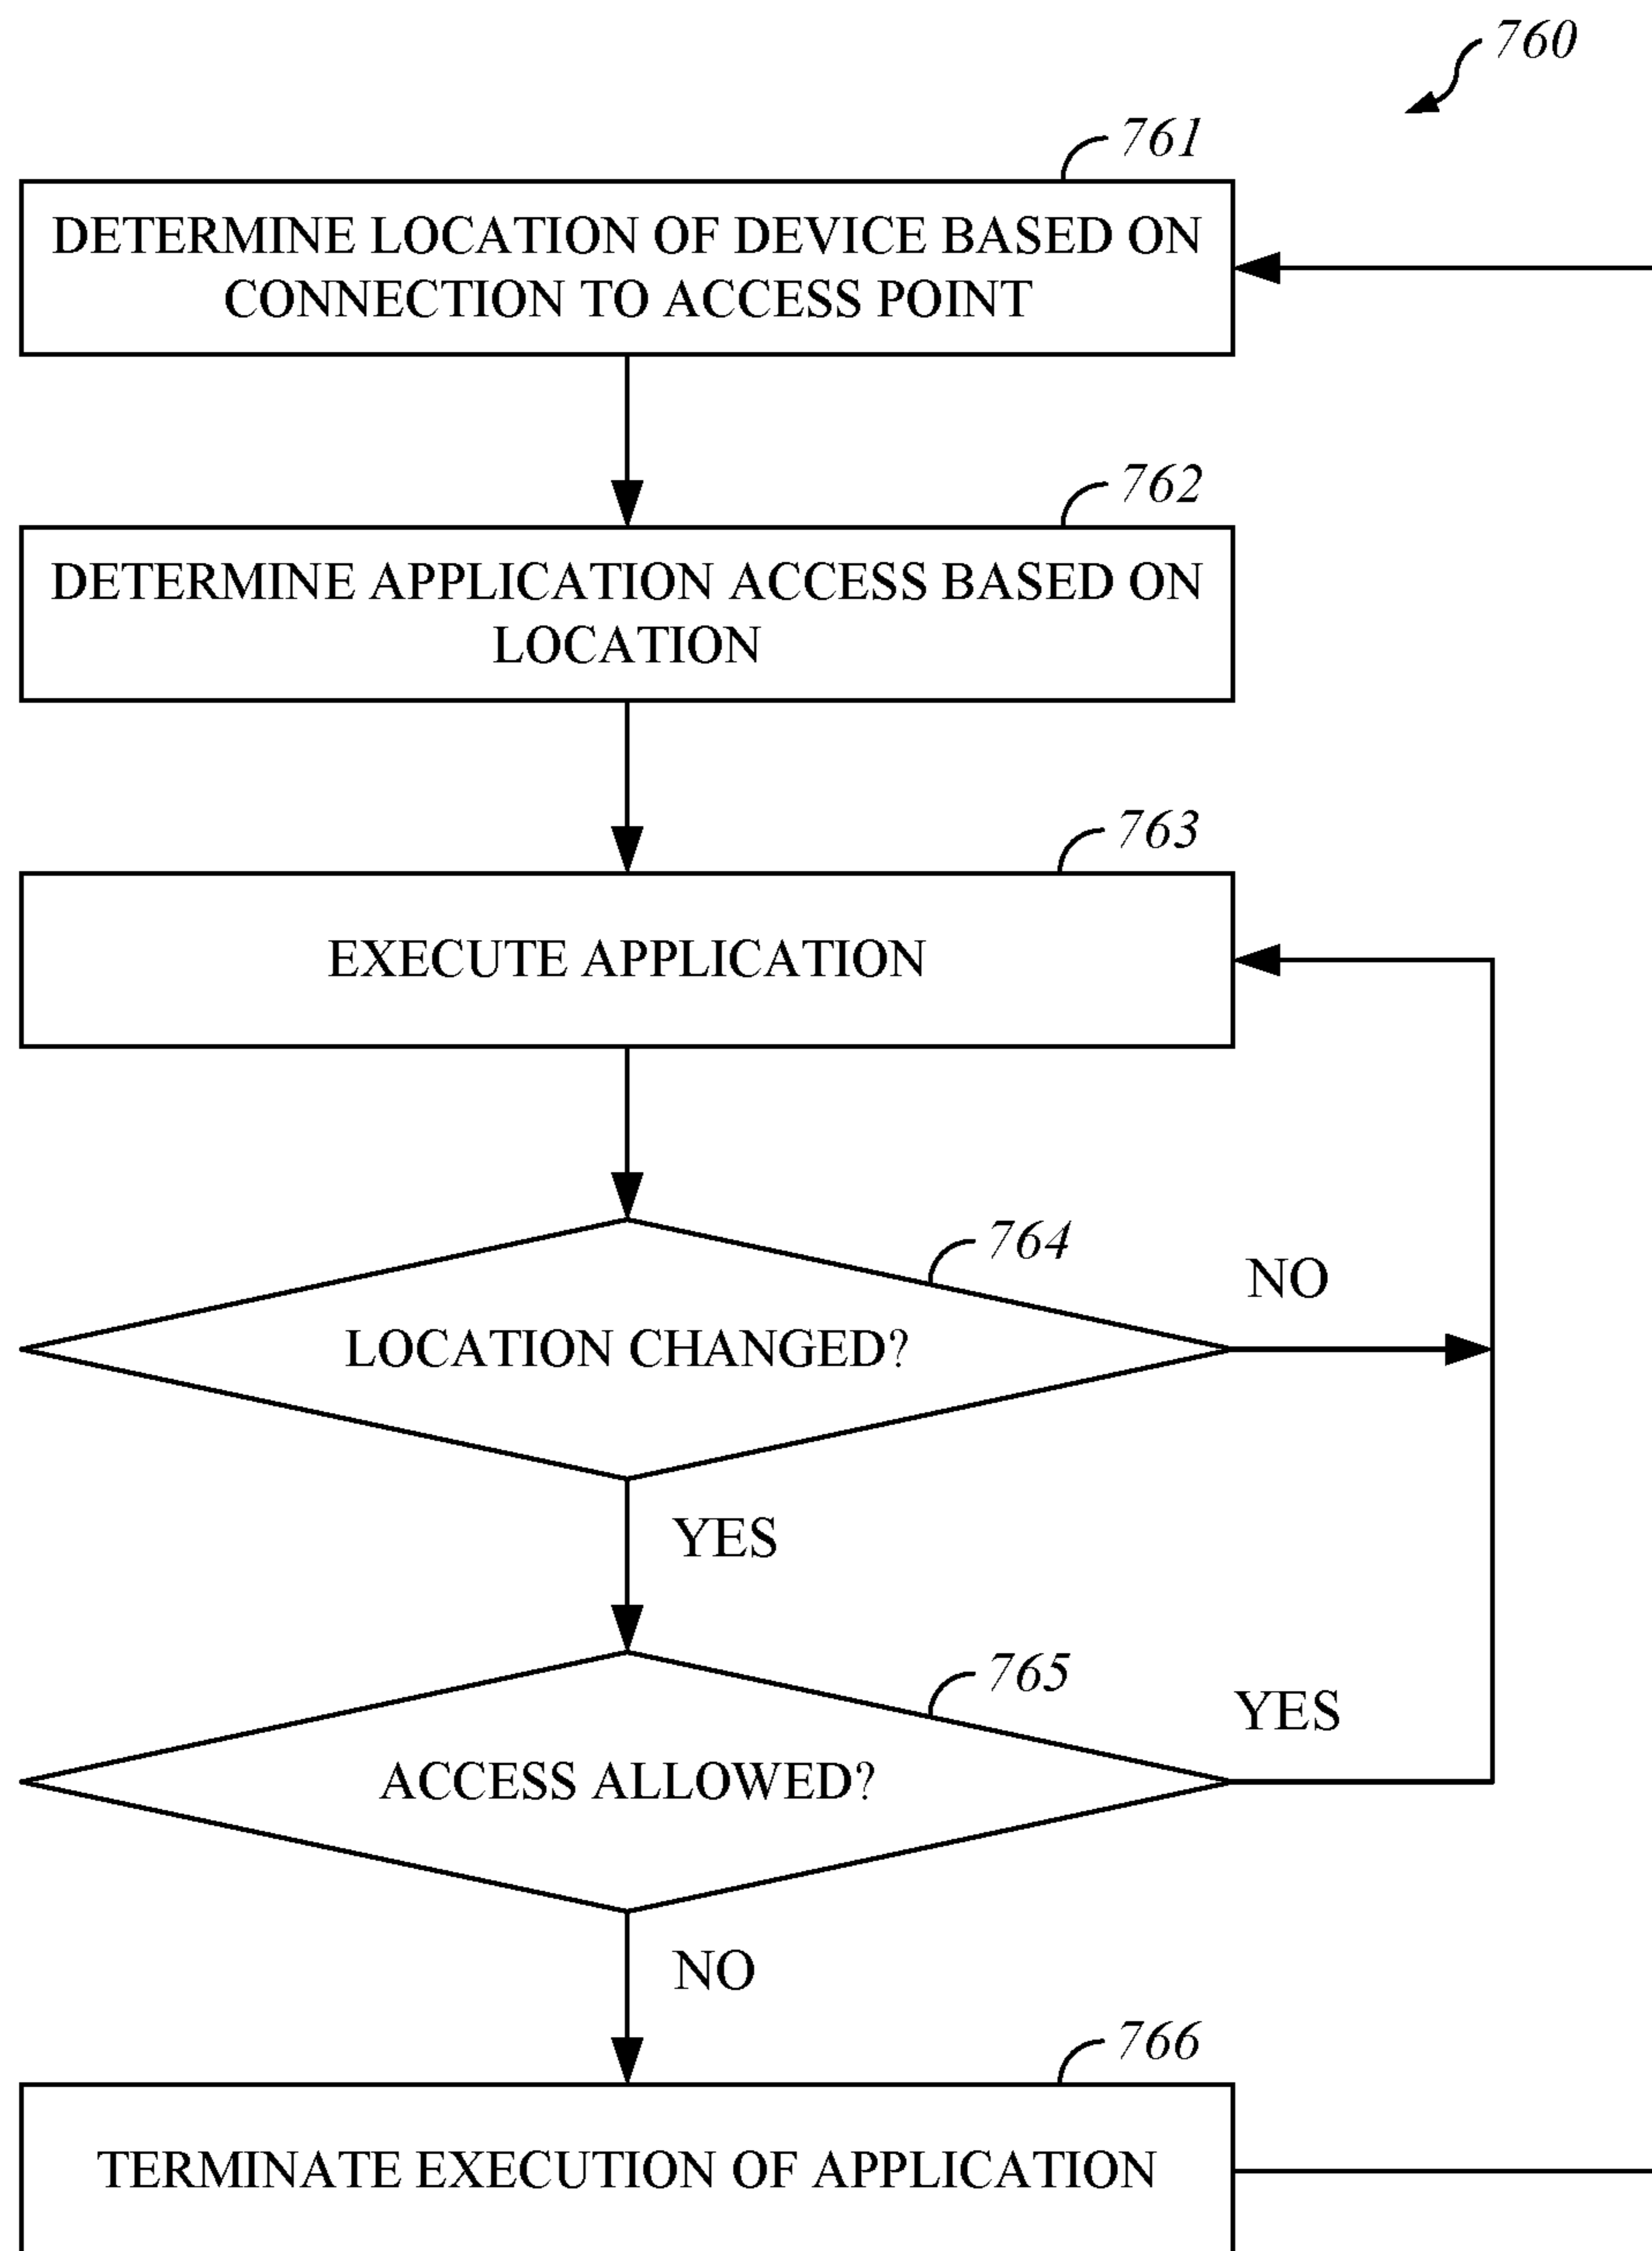 760
761
DETERMINE LOCATION OF DEVICE BASED ON
CONNECTION TO ACCESS POINT
762
DETERMINE APPLICATION ACCESS BASED ON
LOCATION
763
EXECUTE APPLICATION
764
NO
LOCATION CHANGED?
YES
765
YES
ACCESS ALLOWED?
NO
766
TERMINATE EXECUTION OF APPLICATION